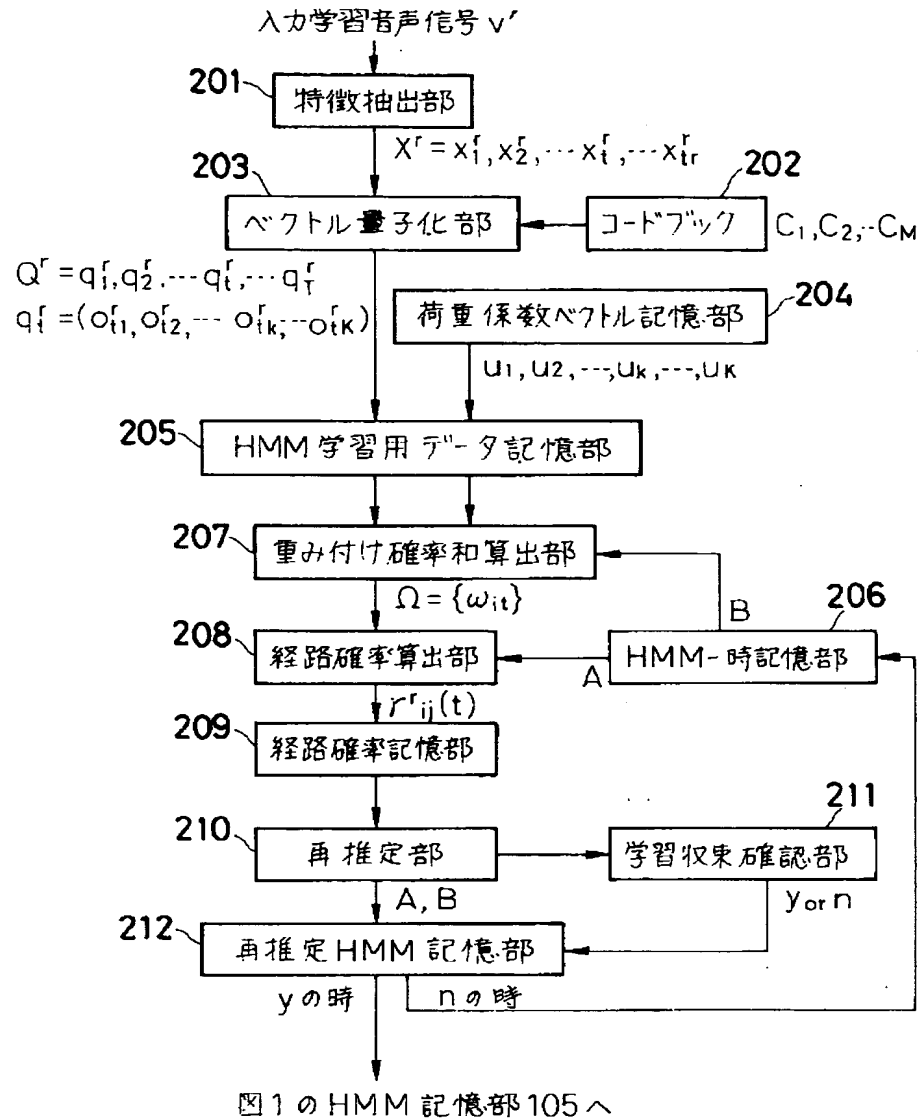 入力学習音声信号 v'
201
特徴抽出部
X^r = x_1^r, x_2^r, ... x_t^r, ... x_tr^r
203
202
ベクトル量子化部
コードブック
C_1, C_2, ..C_M
Q^r = q_1^r, q_2^r, ... q_t^r, ... q_T^r
q_t^r = (o_t1^r, o_t2^r, ... o_tk^r, ... o_tK^r)
204
荷重係数ベクトル記憶部
u_1, u_2, ..., u_k, ..., u_K
205
HMM学習用データ記憶部
207
重み付け確率和算出部
206
Ω = {ω_it}
B
208
経路確率算出部
A
HMM一時記憶部
γ^r_ij(t)
209
経路確率記憶部
211
210
再推定部
学習収束確認部
A, B
y or n
212
再推定HMM記憶部
yの時
nの時
図1のHMM記憶部105へ